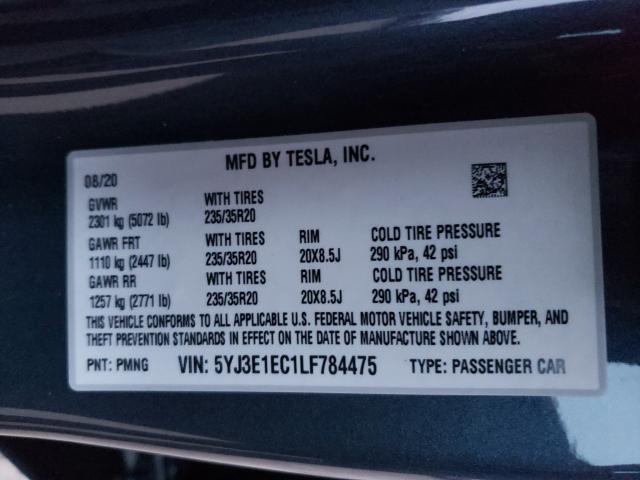 MFD BY TESLA, INC.
08/20
GVWR WITH TIRES
2301 kg (5072 lb) 235/35R20
GAWR FRT WITH TIRES RIM COLD TIRE PRESSURE
1110 kg (2447 lb) 235/35R20 20X8.5J 290 kPa, 42 psi
GAWR RR WITH TIRES RIM COLD TIRE PRESSURE
1257 kg (2771 lb) 235/35R20 20X8.5J 290 kPa, 42 psi
THIS VEHICLE CONFORMS TO ALL APPLICABLE U.S. FEDERAL MOTOR VEHICLE SAFETY, BUMPER, AND
THEFT PREVENTION STANDARDS IN EFFECT ON THE DATE OF MANUFACTURE SHOWN ABOVE.
PNT: PMNG VIN: 5YJ3E1EC1LF784475 TYPE: PASSENGER CAR